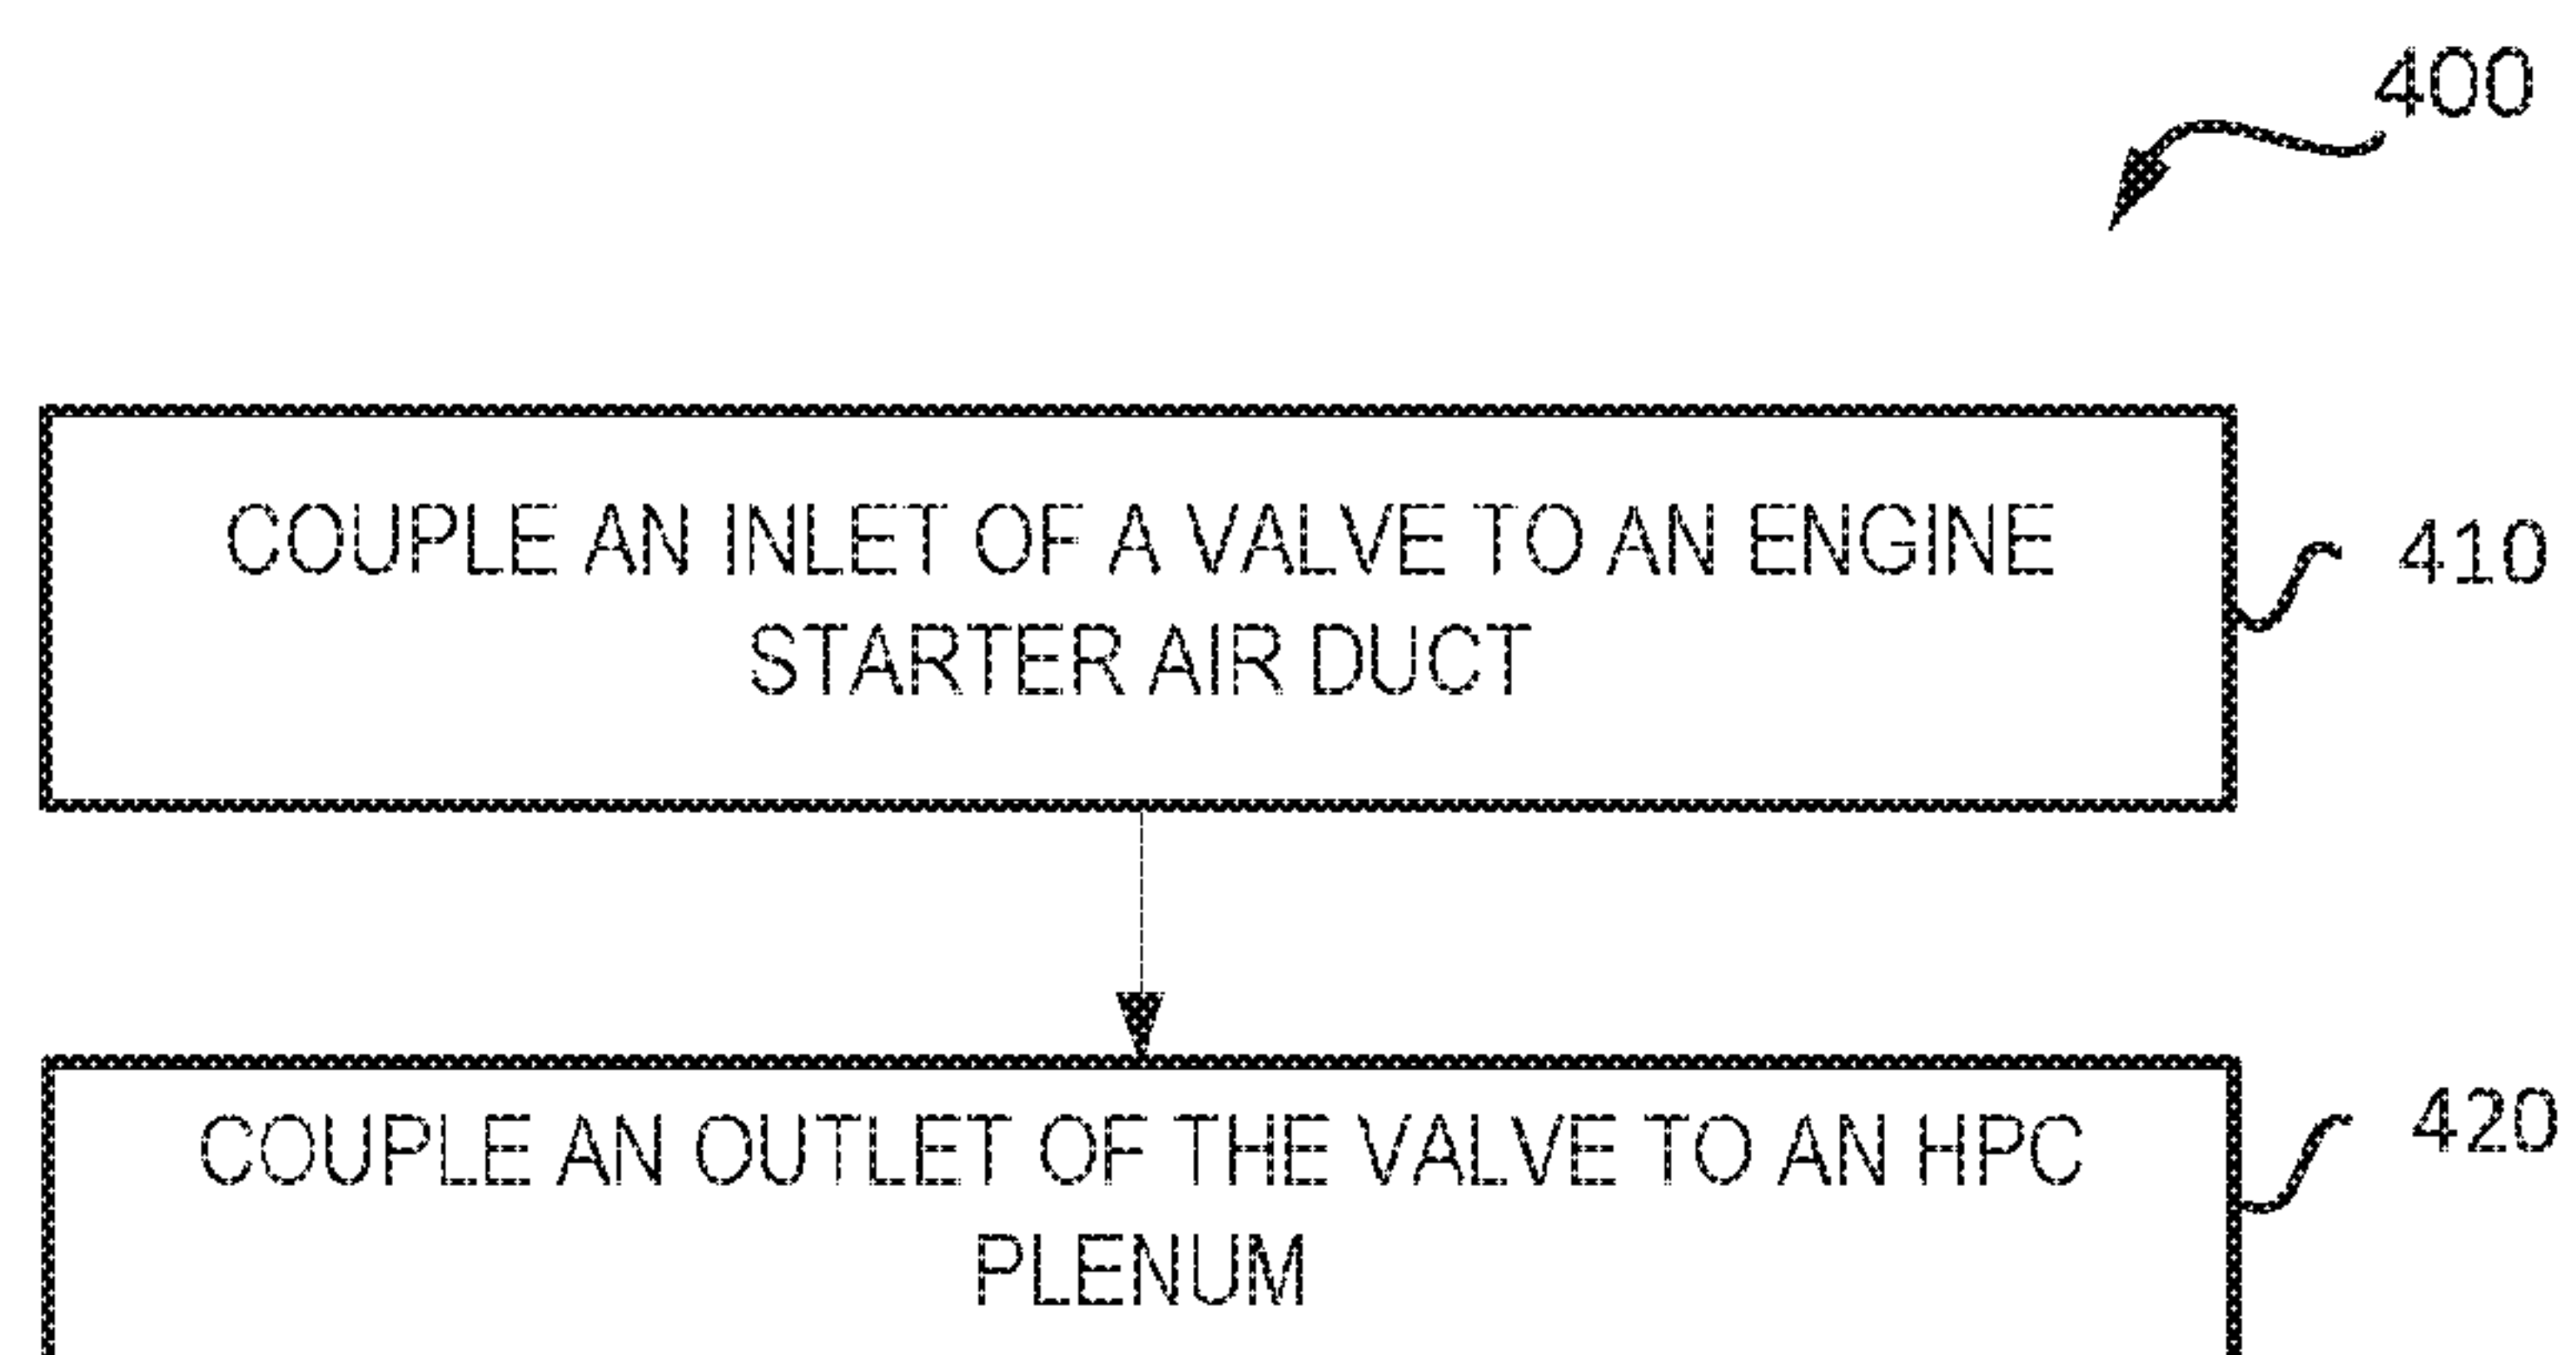 400
COUPLE AN INLET OF A VALVE TO AN ENGINE
STARTER AIR DUCT
410
COUPLE AN OUTLET OF THE VALVE TO AN HPC
PLENUM
420